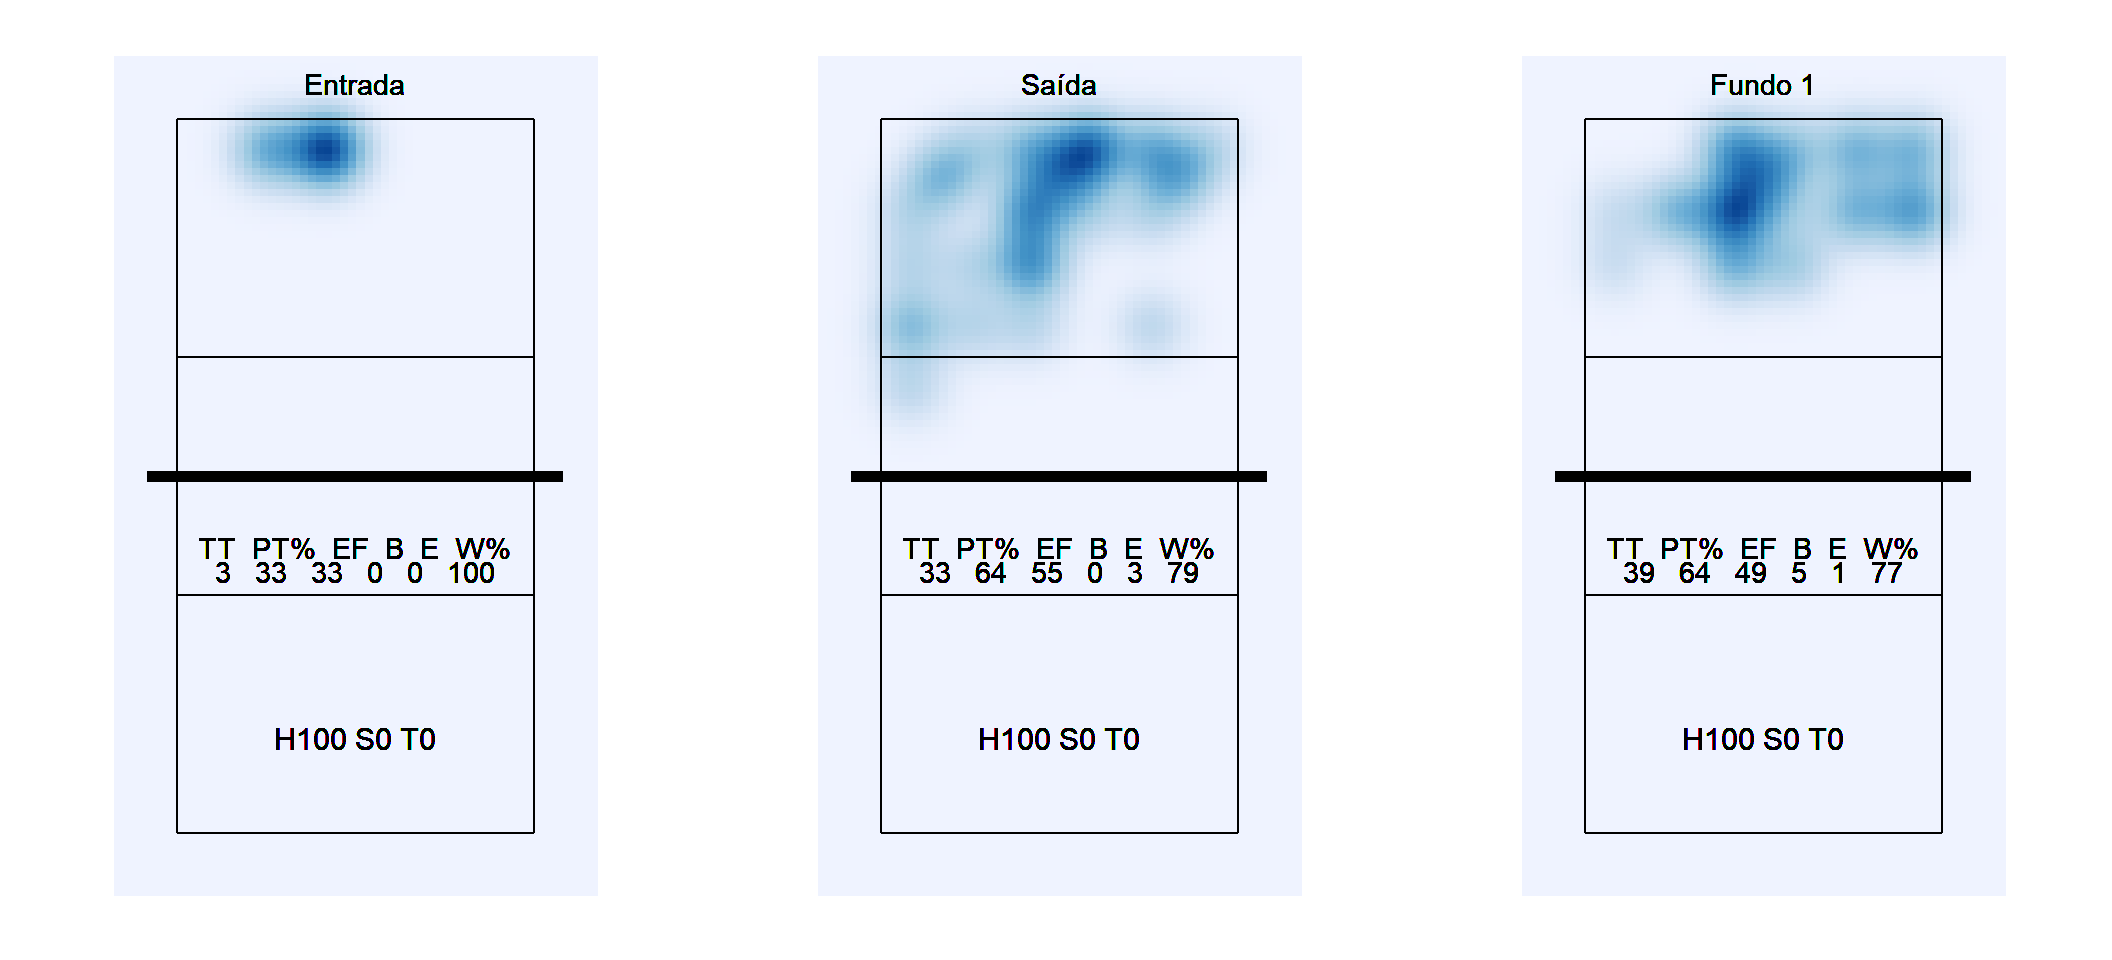 Entrada
TT PT% EF B E W%
3 33 33 0 0 100
H100 S0 T0
Saída
TT PT% EF B E W%
33 64 55 0 3 79
H100 S0 T0
Fundo 1
TT PT% EF B E W%
39 64 49 5 1 77
H100 S0 T0